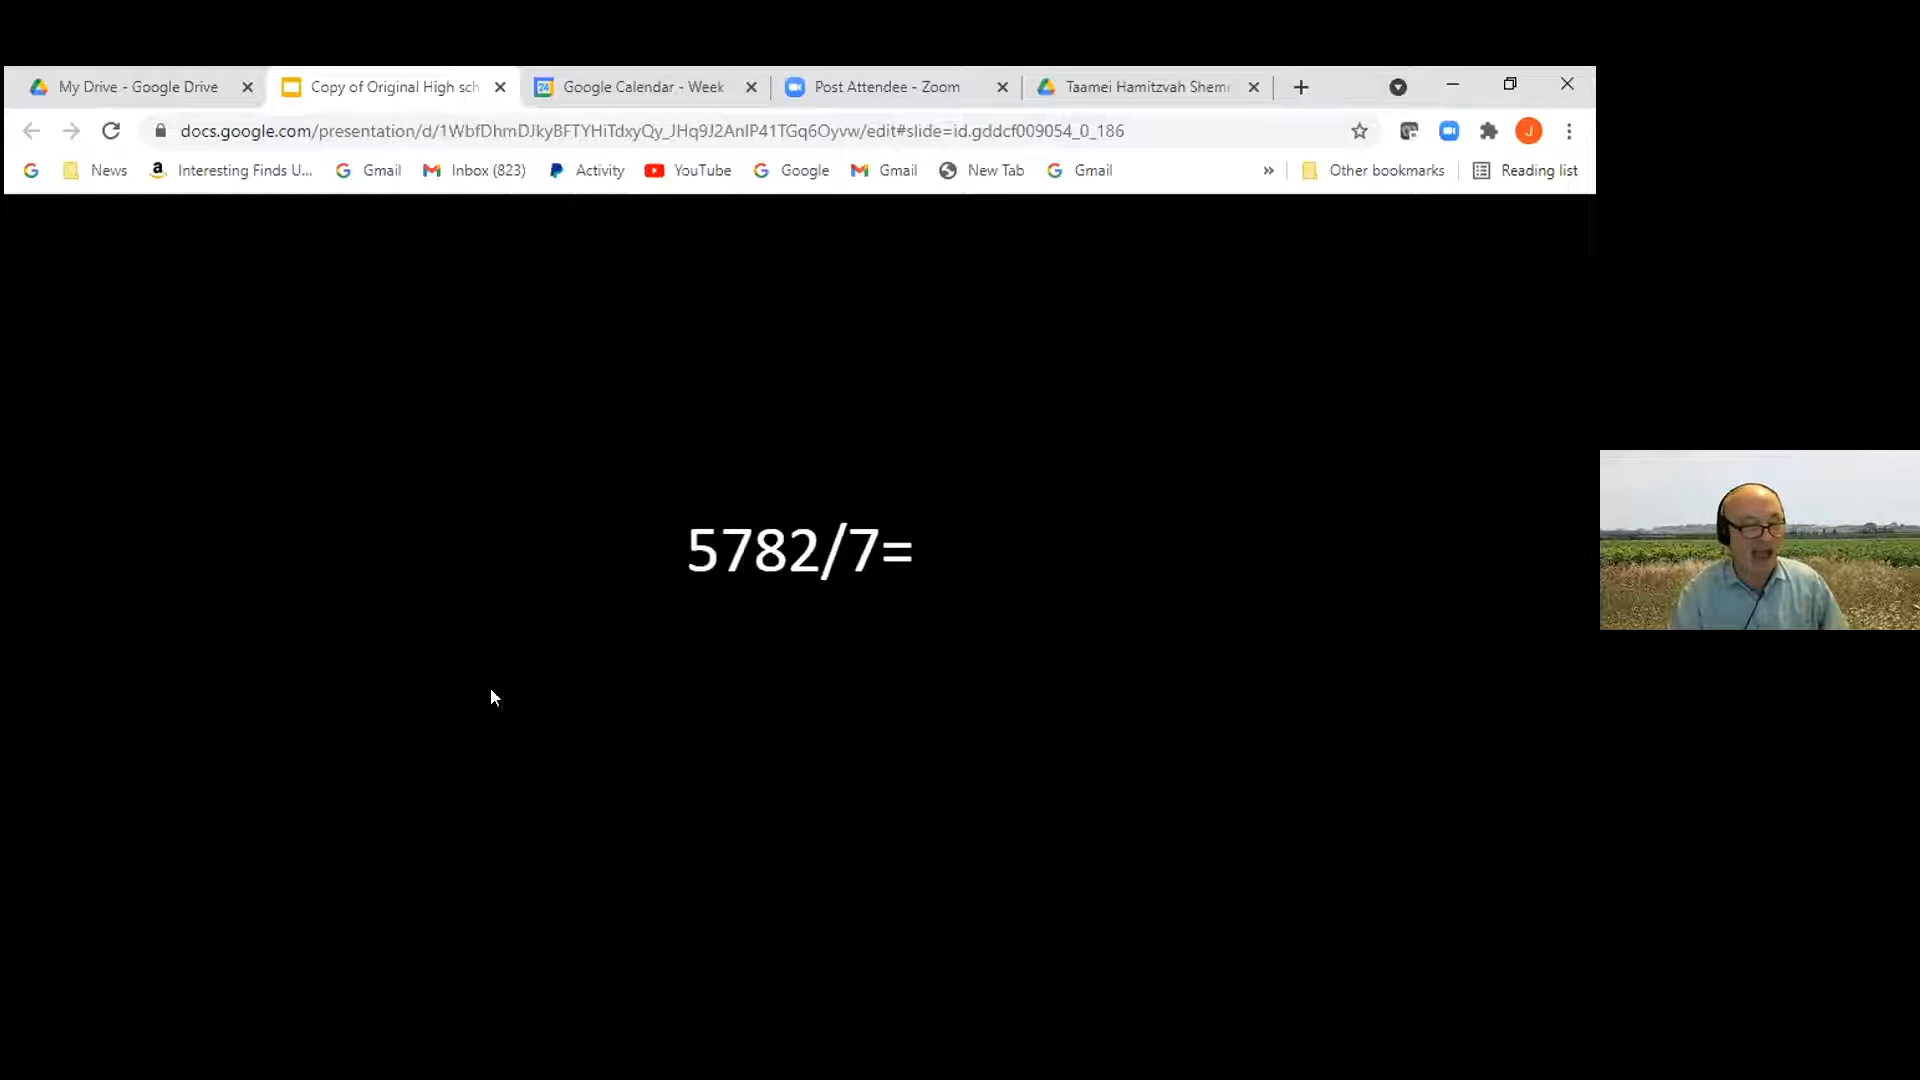 My Drive - Google Drive
Copy of Original High sch
24
Google Calendar - Week
Post Attendee - Zoom
Taamei Hamitzvah Shemi
docs.google.com/presentation/d/1WbfDhmDJkyBFTYHiTdxyQy_JHq9J2AnIP41TGq6Oyvw/edit#slide=id.gddcf009054_0_186
J
News
Interesting Finds U...
Gmail
Inbox (823)
Activity
YouTube
Google
Gmail
New Tab
Gmail
Other bookmarks
Reading list
5782/7=